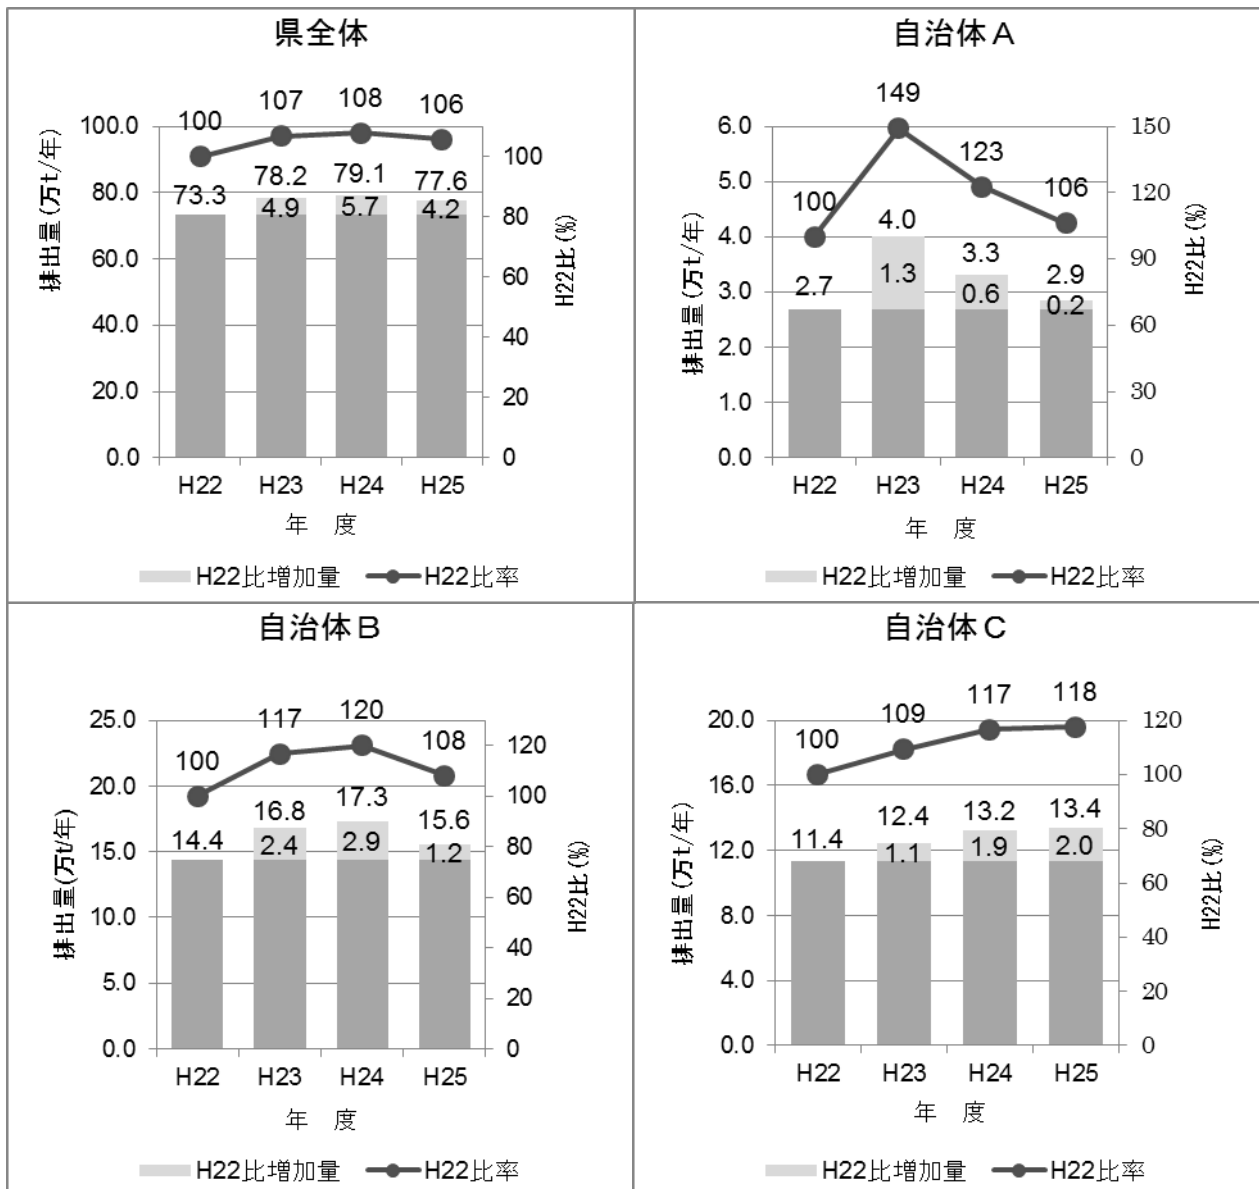 県全体
100 107 108 106
100.0 80.0 60.0 40.0 20.0 0.0
排出量(万t/年)
73.3 78.2 79.1 77.6
4.9 5.7 4.2
100 80 60 40 20 0
H22比(%)
H22 H23 H24 H25
年 度
H22比増加量 H22比率
自治体A
100 149 123 106
6.0 5.0 4.0 3.0 2.0 1.0 0.0
排出量(万t/年)
2.7 4.0 3.3 2.9
1.3 0.6 0.2
150 120 90 60 30 0
H22比(%)
H22 H23 H24 H25
年 度
H22比増加量 H22比率
自治体B
100 117 120 108
25.0 20.0 15.0 10.0 5.0 0.0
排出量(万t/年)
14.4 16.8 17.3 15.6
2.4 2.9 1.2
120 100 80 60 40 20 0
H22比(%)
H22 H23 H24 H25
年 度
H22比増加量 H22比率
自治体C
100 109 117 118
20.0 16.0 12.0 8.0 4.0 0.0
排出量(万t/年)
11.4 12.4 13.2 13.4
1.1 1.9 2.0
120 100 80 60 40 20 0
H22比(%)
H22 H23 H24 H25
年 度
H22比増加量 H22比率